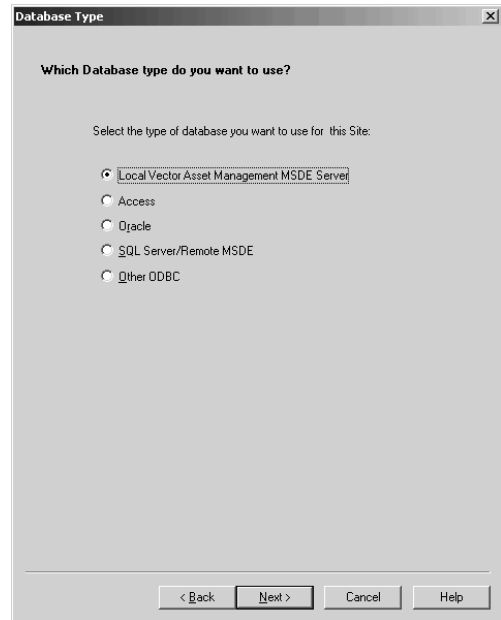 Database Type
Which Database type do you want to use?
Select the type of database you want to use for this Site:
Local Vector Asset Management MSDE Server
Access
Oracle
SQL Server/Remote MSDE
Other ODBC
< Back
Next >
Cancel
Help